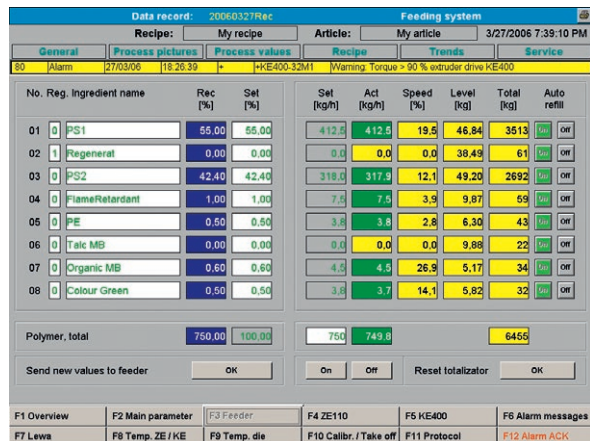 Data record: 20060327Rec Feeding system
Recipe: My recipe Article: My article 3/27/2006 7:39:10 PM
General Process pictures Process values Recipe Trends Service
80 Alarm 27/03/06 18:26:39 + +KE400-32M1 Warning: Torque > 90 % extruder drive KE400
No. Reg. Ingredient name Rec [%] Set [%] Set [kg/h] Act [kg/h] Speed [%] Level [kg] Total [kg] Auto refill
01 0 PS1 55,00 55,00 412,5 412,5 19,5 46,84 3513 On Off
02 1 Regenerat 0,00 0,00 0,0 0,0 0,0 38,49 61 On Off
03 0 PS2 42,40 42,40 318,0 317,9 12,1 49,20 2692 On Off
04 0 FlameRetardant 1,00 1,00 7,5 7,5 3,9 9,87 59 On Off
05 0 PE 0,50 0,50 3,8 3,8 2,8 6,30 43 On Off
06 0 Talc MB 0,00 0,00 0,0 0,0 0,0 9,88 22 On Off
07 0 Organic MB 0,60 0,60 4,5 4,5 26,9 5,17 34 On Off
08 0 Colour Green 0,50 0,50 3,8 3,7 14,1 5,82 32 On Off
Polymer, total 750,00 100,00 750 749,8 6455
Send new values to feeder OK On Off Reset totalizator OK
F1 Overview F2 Main parameter F3 Feeder F4 ZE110 F5 KE400 F6 Alarm messages
F7 Lewa F8 Temp. ZE / KE F9 Temp. die F10 Calibr. / Take off F11 Protocol F12 Alarm ACK